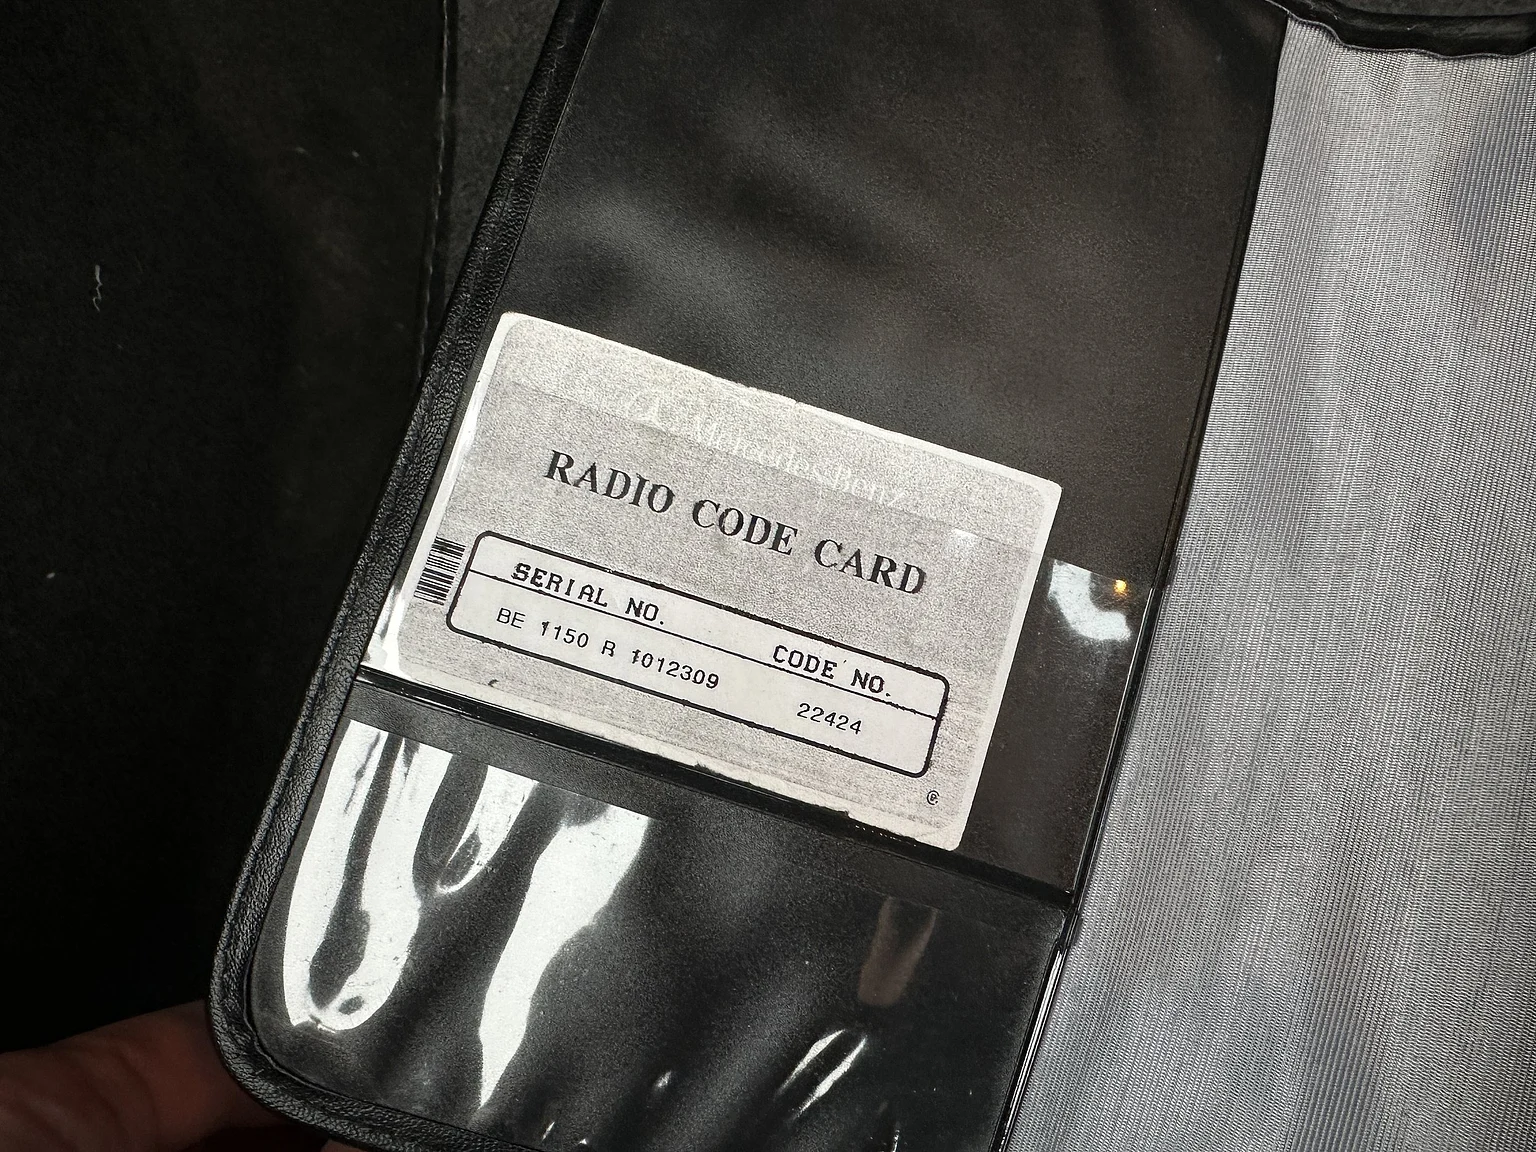 Mercedes-Benz
RADIO CODE CARD
SERIAL NO. CODE NO.
BE 1150 R 1012309 22424